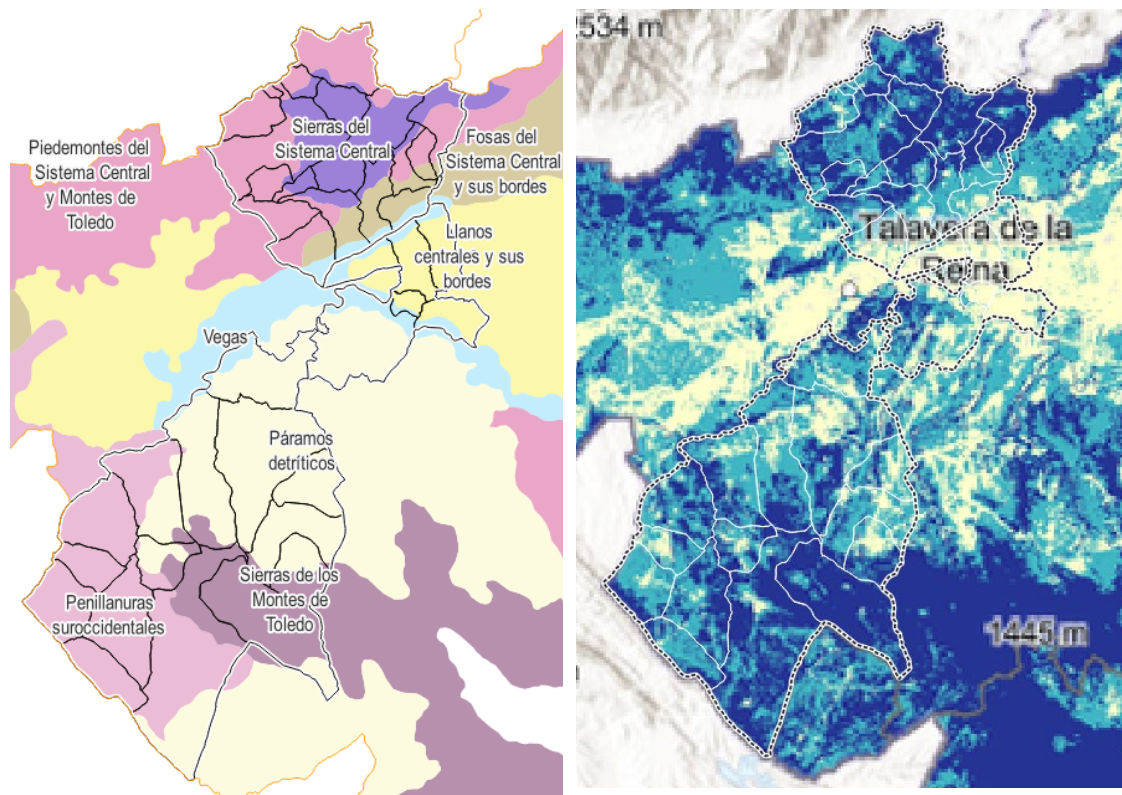 Piedemontes del
Sistema Central
y Montes de
Toledo
Sierras del
Sistema Central
Fosas del
Sistema Central
y sus bordes
Llanos
centrales y sus
bordes
Vegas
Páramos
detríticos
Sierras de los
Montes de
Toledo
Penillanuras
suroccidentales
2534 m
Talavera de la
Reina
1445 m